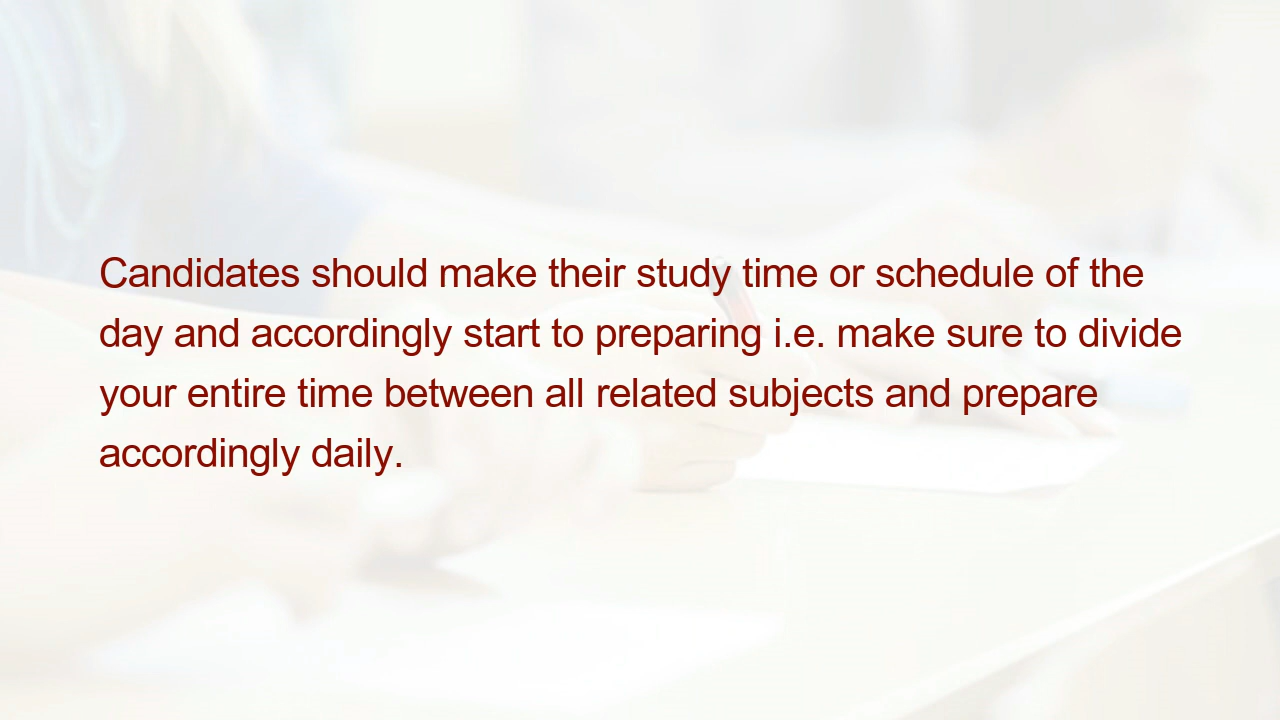 Candidates should make their study time or schedule of the
day and accordingly start to preparing i.e. make sure to divide
your entire time between all related subjects and prepare
accordingly daily.